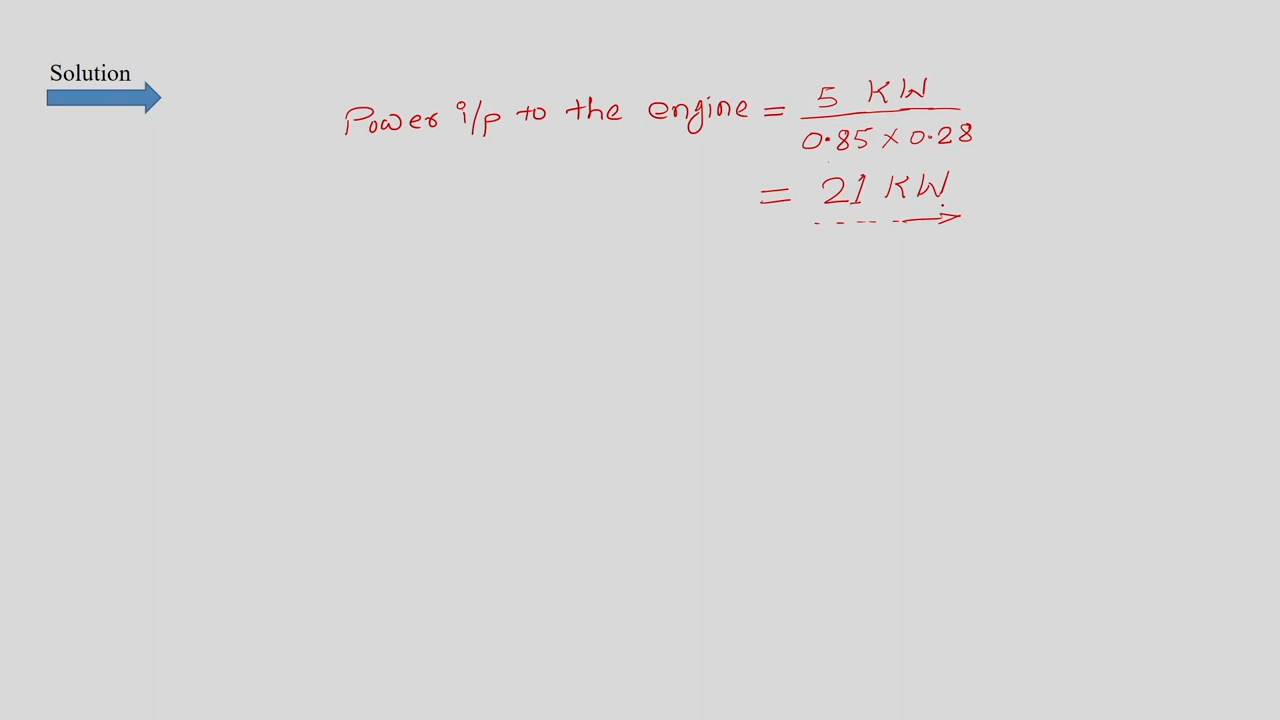 Solution
Power i/p to the engine = 5 KW / 0.85 × 0.28
= 21 KW